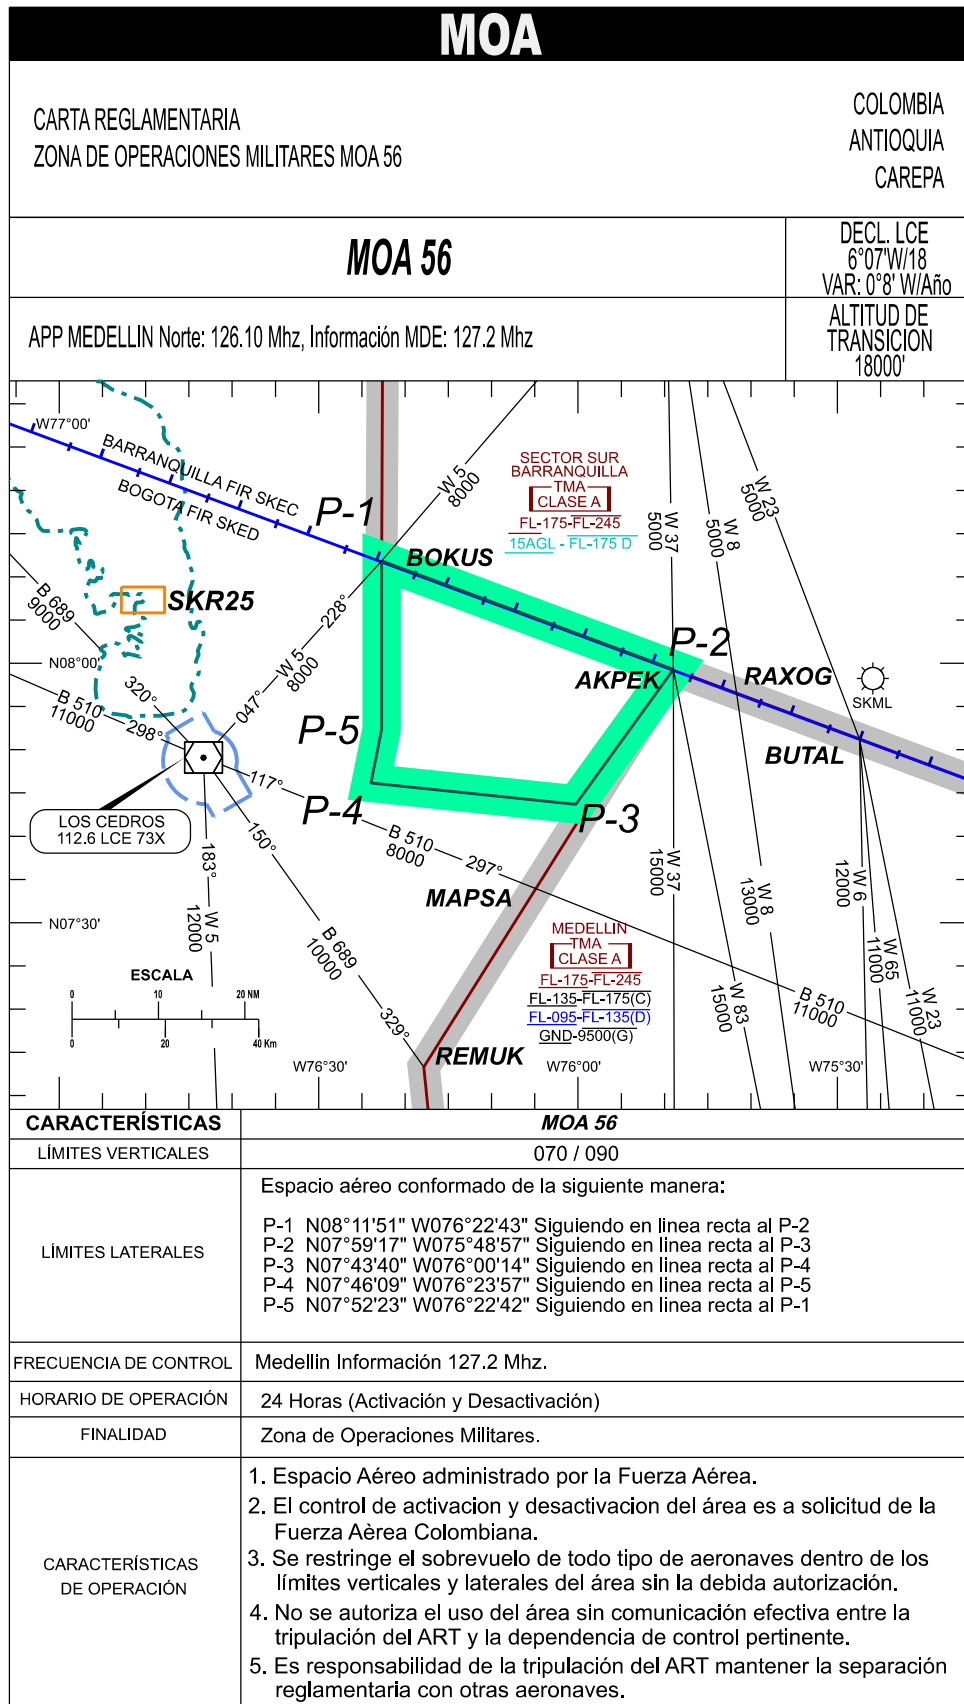 MOA
CARTA REGLAMENTARIA
ZONA DE OPERACIONES MILITARES MOA 56
COLOMBIA
ANTIOQUIA
CAREPA
MOA 56
DECL. LCE
6°07'W/18
VAR: 0°8' W/Año
APP MEDELLIN Norte: 126.10 Mhz, Información MDE: 127.2 Mhz
ALTITUD DE
TRANSICION
18000'
W77°00'
BARRANQUILLA FIR SKEC
BOGOTA FIR SKED
P-1
W 5
8000
SECTOR SUR
BARRANQUILLA
TMA
CLASE A
FL-175-FL-245
15AGL - FL-175 D
W 37
5000
W 8
5000
W 23
5000
BOKUS
B 689
9000
SKR25
228°
W 5
8000
047°
P-2
AKPEK
RAXOG
SKML
BUTAL
N08°00'
B 510
11000
298°
320°
P-5
117°
P-4
P-3
LOS CEDROS
112.6 LCE 73X
150°
183°
B 510
8000
297°
W 37
15000
W 8
13000
W 6
12000
MAPSA
N07°30'
W 5
12000
B 689
10000
329°
MEDELLIN
TMA
CLASE A
FL-175-FL-245
FL-135-FL-175(C)
FL-095-FL-135(D)
GND-9500(G)
W 83
15000
B 510
11000
W 65
11000
W 23
11000
ESCALA
0 10 20 NM
0 20 40 Km
REMUK
W76°30'
W76°00'
W75°30'
CARACTERÍSTICAS
MOA 56
LÍMITES VERTICALES
070 / 090
LÍMITES LATERALES
Espacio aéreo conformado de la siguiente manera:
P-1 N08°11'51" W076°22'43" Siguiendo en linea recta al P-2
P-2 N07°59'17" W075°48'57" Siguiendo en linea recta al P-3
P-3 N07°43'40" W076°00'14" Siguiendo en linea recta al P-4
P-4 N07°46'09" W076°23'57" Siguiendo en linea recta al P-5
P-5 N07°52'23" W076°22'42" Siguiendo en linea recta al P-1
FRECUENCIA DE CONTROL
Medellin Información 127.2 Mhz.
HORARIO DE OPERACIÓN
24 Horas (Activación y Desactivación)
FINALIDAD
Zona de Operaciones Militares.
CARACTERÍSTICAS
DE OPERACIÓN
1. Espacio Aéreo administrado por la Fuerza Aérea.
2. El control de activacion y desactivacion del área es a solicitud de la
Fuerza Aèrea Colombiana.
3. Se restringe el sobrevuelo de todo tipo de aeronaves dentro de los
límites verticales y laterales del área sin la debida autorización.
4. No se autoriza el uso del área sin comunicación efectiva entre la
tripulación del ART y la dependencia de control pertinente.
5. Es responsabilidad de la tripulación del ART mantener la separación
reglamentaria con otras aeronaves.